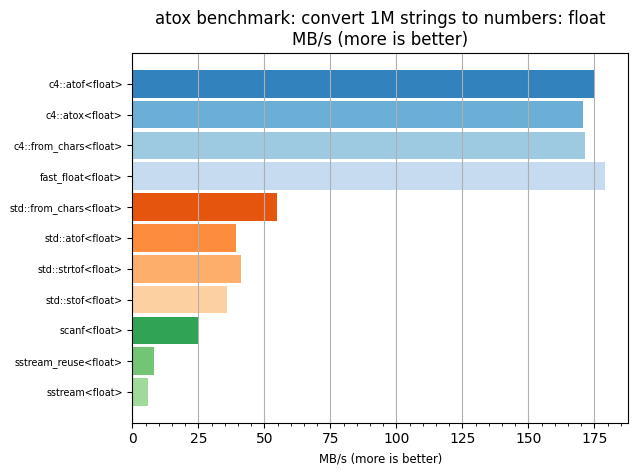 atox benchmark: convert 1M strings to numbers: float
MB/s (more is better)
c4::atof<float>
c4::atox<float>
c4::from_chars<float>
fast_float<float>
std::from_chars<float>
std::atof<float>
std::strtof<float>
std::stof<float>
scanf<float>
sstream_reuse<float>
sstream<float>
0 25 50 75 100 125 150 175
MB/s (more is better)